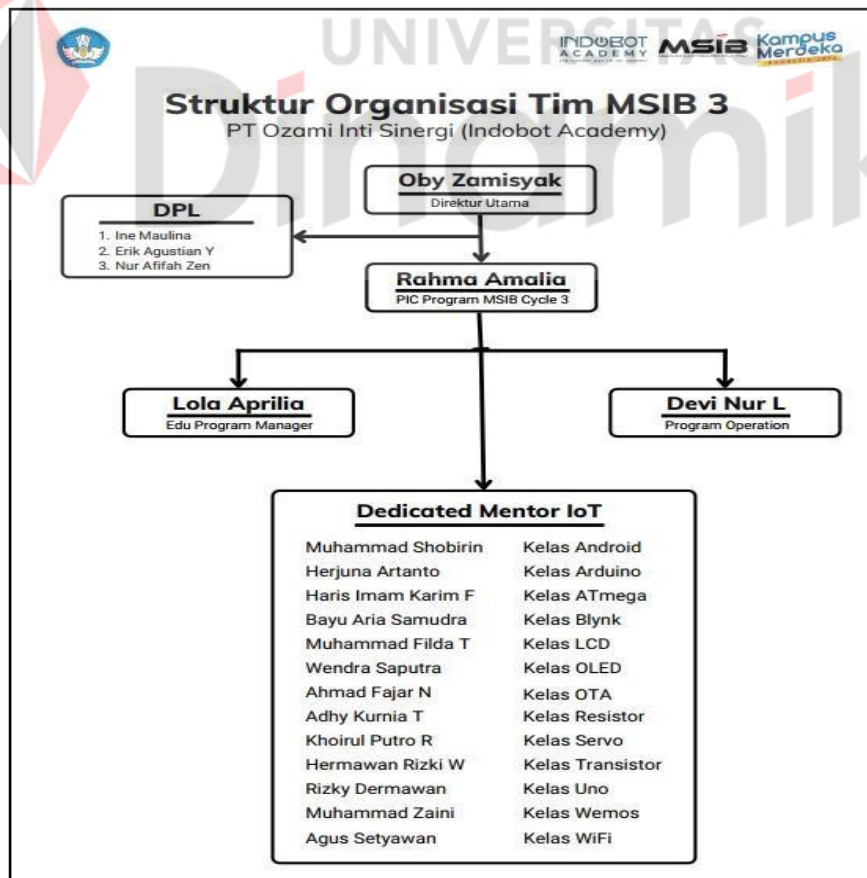 UNIVERSITAS
Dinamika
INDOBOT
ACADEMY
MSIB
Kampus
Merdeka
INDONESIA JAYA
Struktur Organisasi Tim MSIB 3
PT Ozami Inti Sinergi (Indobot Academy)
Oby Zamisyak
Direktur Utama
DPL
1. Ine Maulina
2. Erik Agustian Y
3. Nur Afifah Zen
Rahma Amalia
PIC Program MSIB Cycle 3
Lola Aprilia
Edu Program Manager
Devi Nur L
Program Operation
Dedicated Mentor IoT
Muhammad Shobirin Kelas Android
Herjuna Artanto Kelas Arduino
Haris Imam Karim F Kelas ATmega
Bayu Aria Samudra Kelas Blynk
Muhammad Filda T Kelas LCD
Wendra Saputra Kelas OLED
Ahmad Fajar N Kelas OTA
Adhy Kurnia T Kelas Resistor
Khoirul Putro R Kelas Servo
Hermawan Rizki W Kelas Transistor
Rizky Dermawan Kelas Uno
Muhammad Zaini Kelas Wemos
Agus Setyawan Kelas WiFi